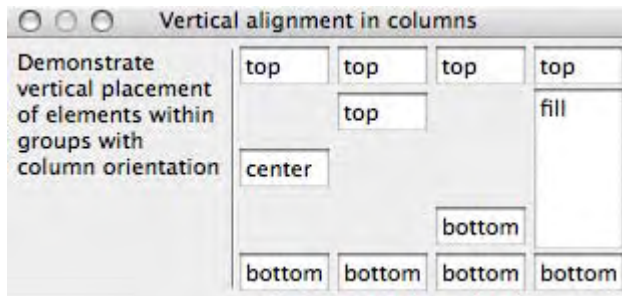 Vertical alignment in columns
Demonstrate
vertical placement
of elements within
groups with
column orientation
top top top top
top fill
center
bottom
bottom bottom bottom bottom